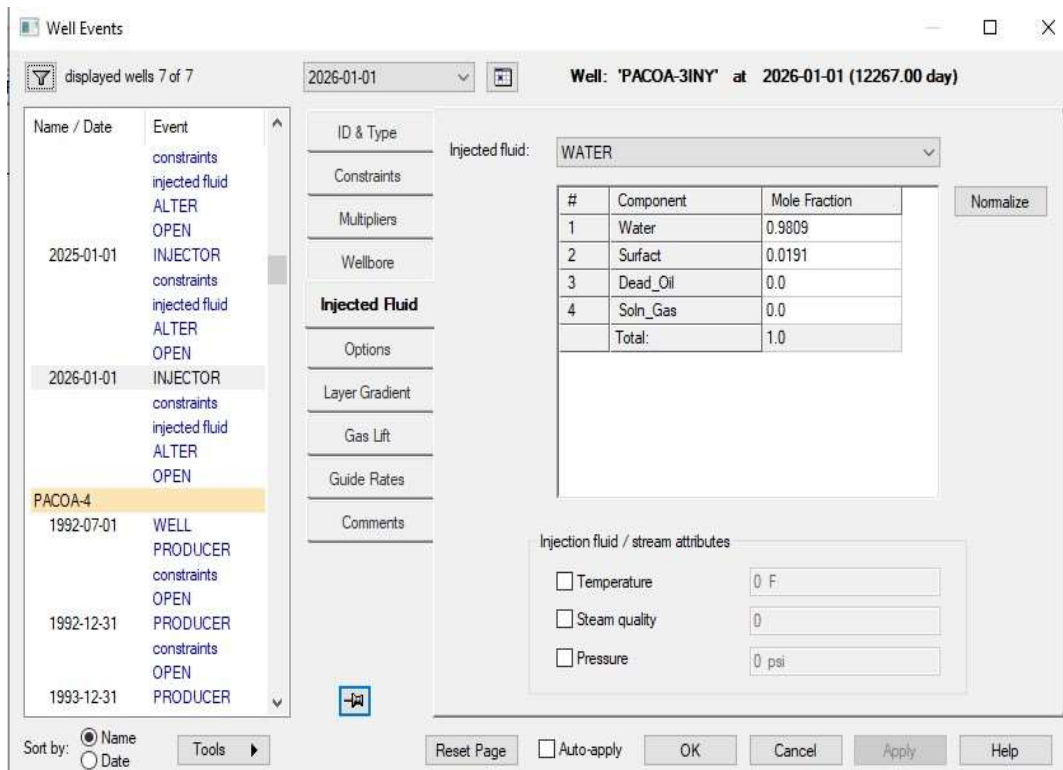 Well Events
displayed wells 7 of 7
2026-01-01
Well: 'PACOA-3INY' at 2026-01-01 (12267.00 day)
Name / Date Event
constraints
injected fluid
ALTER
OPEN
2025-01-01 INJECTOR
constraints
injected fluid
ALTER
OPEN
2026-01-01 INJECTOR
constraints
injected fluid
ALTER
OPEN
PACOA-4
1992-07-01 WELL
PRODUCER
constraints
OPEN
1992-12-31 PRODUCER
constraints
OPEN
1993-12-31 PRODUCER
ID & Type
Constraints
Multipliers
Wellbore
Injected Fluid
Options
Layer Gradient
Gas Lift
Guide Rates
Comments
Injected fluid: WATER
# Component Mole Fraction
1 Water 0.9809
2 Surfact 0.0191
3 Dead_Oil 0.0
4 Soln_Gas 0.0
Total: 1.0
Normalize
Injection fluid / stream attributes
Temperature 0 F
Steam quality 0
Pressure 0 psi
Sort by: Name
Date
Tools
Reset Page
Auto-apply
OK
Cancel
Apply
Help